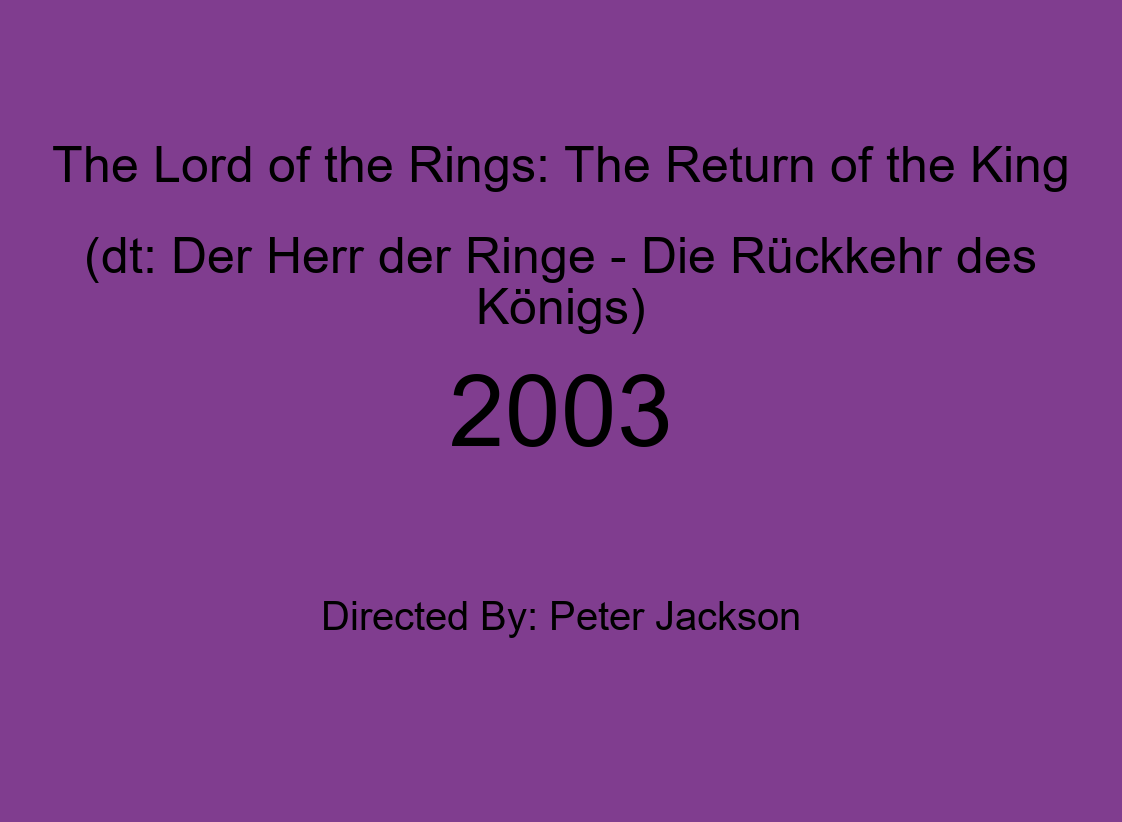 The Lord of the Rings: The Return of the King
(dt: Der Herr der Ringe - Die Rückkehr des
Königs)
2003
Directed By: Peter Jackson